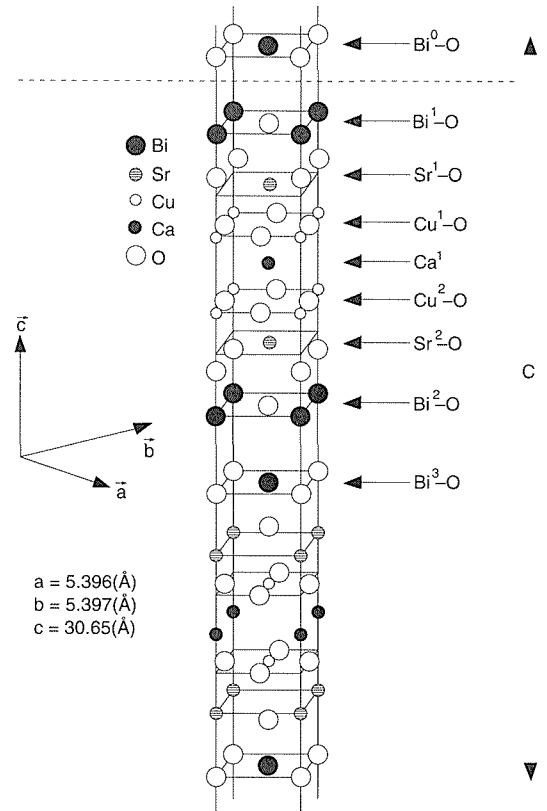 Bi⁰–O
Bi¹–O
Bi
Sr
Cu
Ca
O
Sr¹–O
Cu¹–O
Ca¹
Cu²–O
Sr²–O
C
Bi²–O
Bi³–O
c⃗
b⃗
a⃗
a = 5.396(Å)
b = 5.397(Å)
c = 30.65(Å)